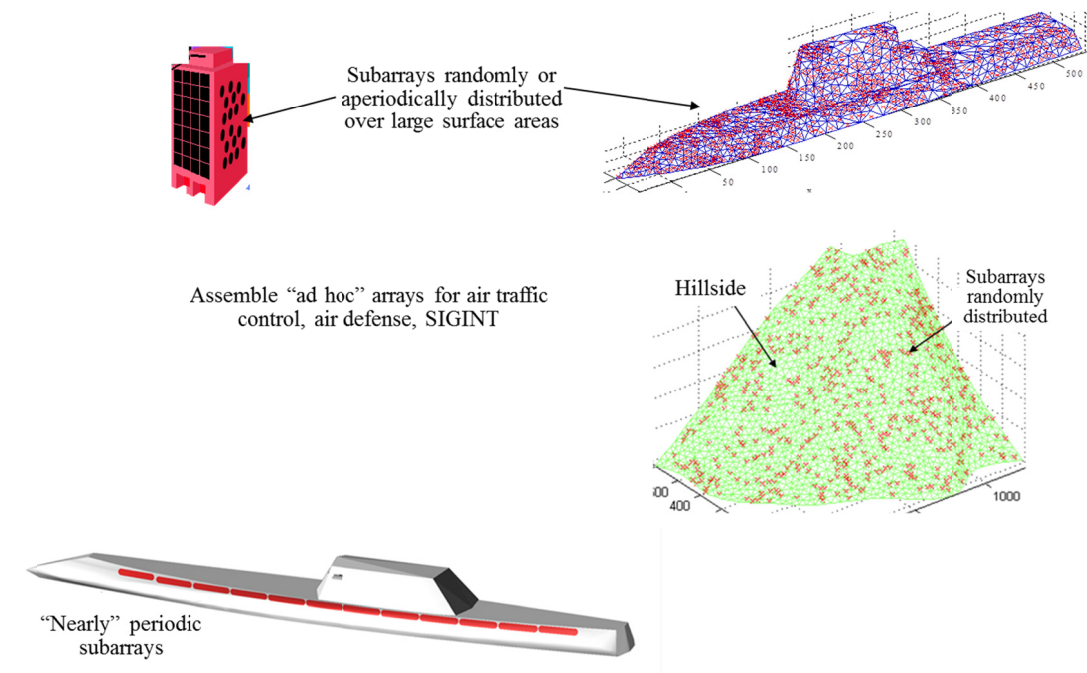 Subarrays randomly or
aperiodically distributed
over large surface areas
50
100
150
200
250
300
350
400
450
500
Assemble “ad hoc” arrays for air traffic
control, air defense, SIGINT
Hillside
Subarrays
randomly
distributed
400
1000
“Nearly” periodic
subarrays